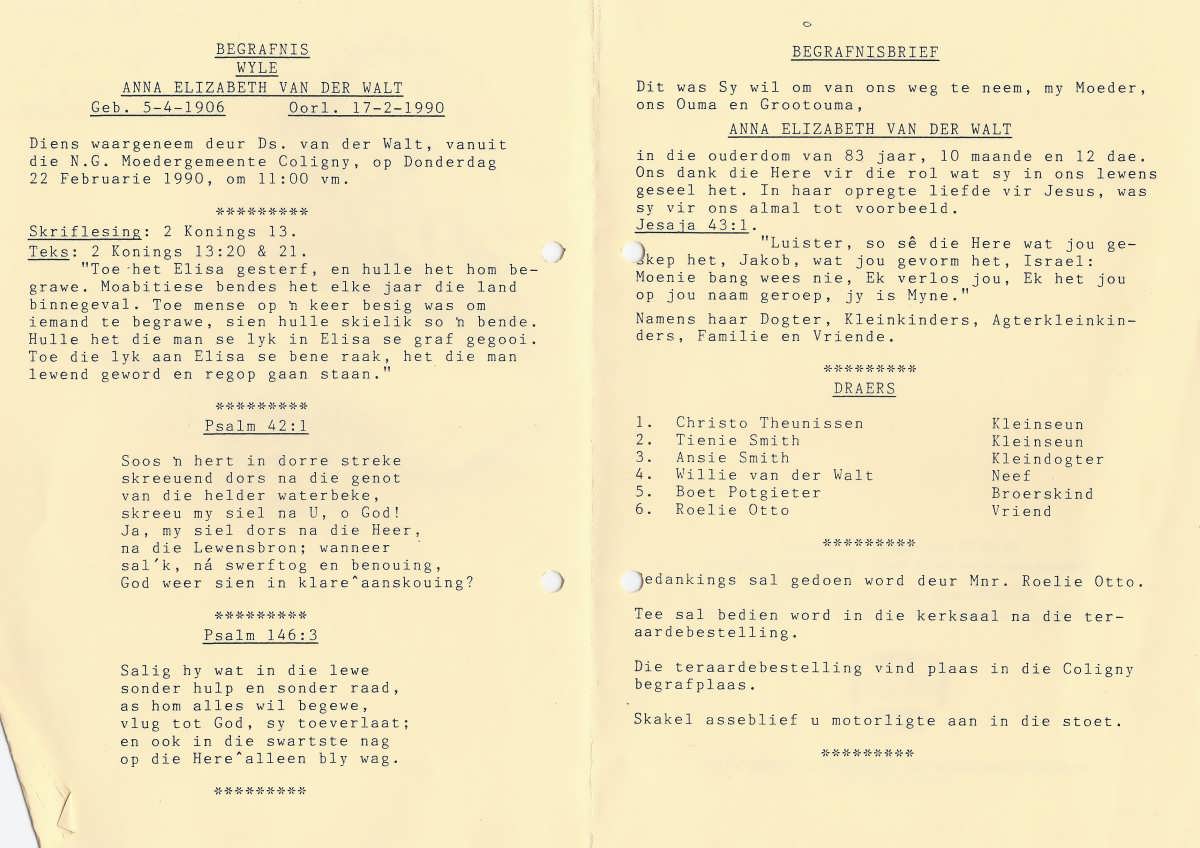 BEGRAFNIS
WYLE
ANNA ELIZABETH VAN DER WALT
Geb. 5-4-1906 Oorl. 17-2-1990
Diens waargeneem deur Ds. van der Walt, vanuit
die N.G. Moedergemeente Coligny, op Donderdag
22 Februarie 1990, om 11:00 vm.
*********
Skriflesing: 2 Konings 13.
Teks: 2 Konings 13:20 & 21.
"Toe het Elisa gesterf, en hulle het hom be-
grawe. Moabitiese bendes het elke jaar die land
binnegeval. Toe mense op 'n keer besig was om
iemand te begrawe, sien hulle skielik so 'n bende.
Hulle het die man se lyk in Elisa se graf gegooi.
Toe die lyk aan Elisa se bene raak, het die man
lewend geword en regop gaan staan."
*********
Psalm 42:1
Soos 'n hert in dorre streke
skreeuend dors na die genot
van die helder waterbeke,
skreeu my siel na U, o God!
Ja, my siel dors na die Heer,
na die Lewensbron; wanneer
sal'k, ná swerftog en benouing,
God weer sien in klare^aanskouing?
*********
Psalm 146:3
Salig hy wat in die lewe
sonder hulp en sonder raad,
as hom alles wil begewe,
vlug tot God, sy toeverlaat;
en ook in die swartste nag
op die Here^alleen bly wag.
*********
BEGRAFNISBRIEF
Dit was Sy wil om van ons weg te neem, my Moeder,
ons Ouma en Grootouma,
ANNA ELIZABETH VAN DER WALT
in die ouderdom van 83 jaar, 10 maande en 12 dae.
Ons dank die Here vir die rol wat sy in ons lewens
geseel het. In haar opregte liefde vir Jesus, was
sy vir ons almal tot voorbeeld.
Jesaja 43:1.
"Luister, so sê die Here wat jou ge-
skep het, Jakob, wat jou gevorm het, Israel:
Moenie bang wees nie, Ek verlos jou, Ek het jou
op jou naam geroep, jy is Myne."
Namens haar Dogter, Kleinkinders, Agterkleinkin-
ders, Familie en Vriende.
*********
DRAERS
1. Christo Theunissen Kleinseun
2. Tienie Smith Kleinseun
3. Ansie Smith Kleindogter
4. Willie van der Walt Neef
5. Boet Potgieter Broerskind
6. Roelie Otto Vriend
*********
edankings sal gedoen word deur Mnr. Roelie Otto.
Tee sal bedien word in die kerksaal na die ter-
aardebestelling.
Die teraardebestelling vind plaas in die Coligny
begrafplaas.
Skakel asseblief u motorligte aan in die stoet.
*********